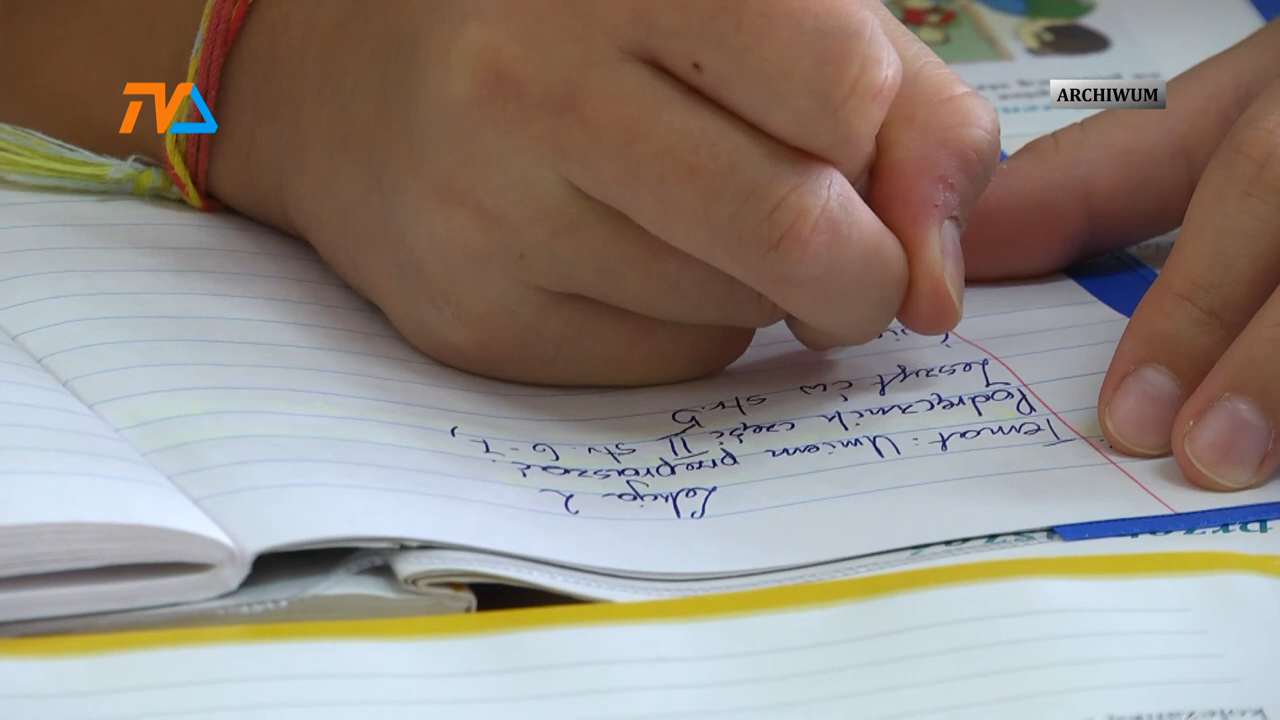 TVA
ARCHIWUM
Lekcja 2
Temat: Umiem przepraszać
Podręcznik część II str. 6-7,
Zeszyt ćw str. 5